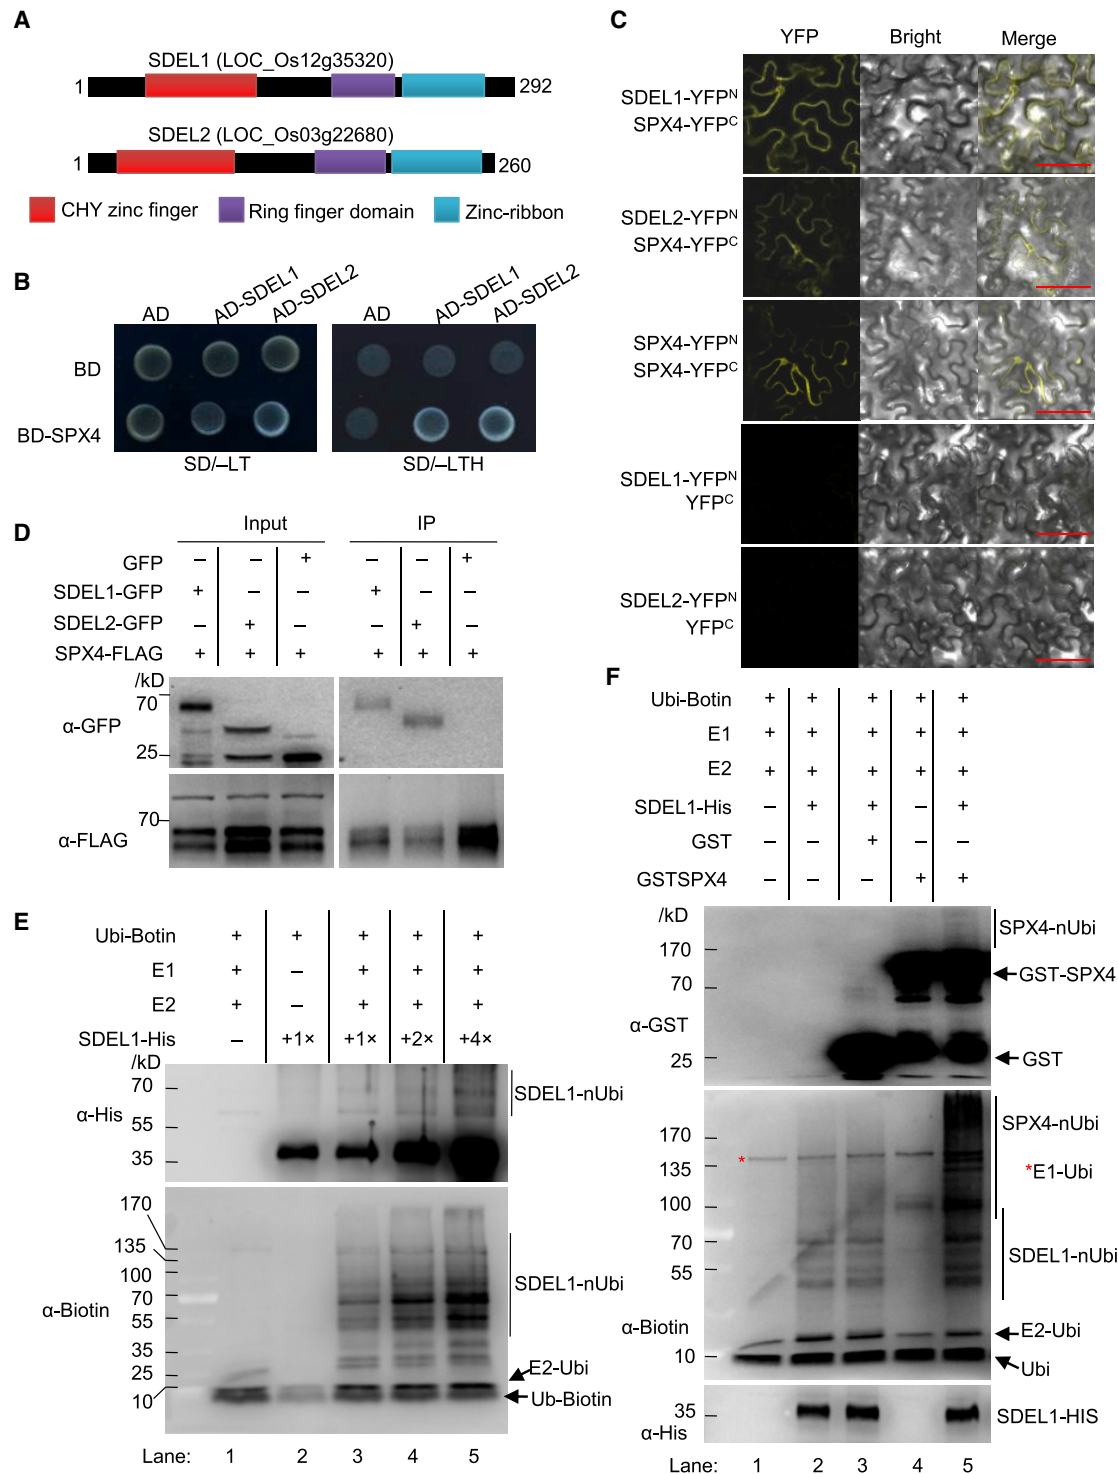 A
SDEL1 (LOC_Os12g35320)
1
292
SDEL2 (LOC_Os03g22680)
1
260
CHY zinc finger
Ring finger domain
Zinc-ribbon
B
AD
AD-SDEL1
AD-SDEL2
AD
AD-SDEL1
AD-SDEL2
BD
BD-SPX4
SD/–LT
SD/–LTH
C
YFP
Bright
Merge
SDEL1-YFPᴺ
SPX4-YFPᶜ
SDEL2-YFPᴺ
SPX4-YFPᶜ
SPX4-YFPᴺ
SPX4-YFPᶜ
SDEL1-YFPᴺ
YFPᶜ
SDEL2-YFPᴺ
YFPᶜ
D
Input
IP
GFP – – + – – +
SDEL1-GFP + – – + – –
SDEL2-GFP – + – – + –
SPX4-FLAG + + + + + +
/kD
70
α-GFP
25
70
α-FLAG
E
Ubi-Botin + + + + +
E1 + – + + +
E2 + – + + +
SDEL1-His – +1× +1× +2× +4×
/kD
70
α-His
55
35
SDEL1-nUbi
170
135
100
70
α-Biotin
55
35
25
10
SDEL1-nUbi
E2-Ubi
Ub-Biotin
Lane: 1 2 3 4 5
F
Ubi-Botin + + + + +
E1 + + + + +
E2 + + + + +
SDEL1-His – + + – +
GST – – + – –
GSTSPX4 – – – + +
/kD
170
70
α-GST
25
SPX4-nUbi
GST-SPX4
GST
170
*
135
100
70
55
α-Biotin
10
SPX4-nUbi
*E1-Ubi
SDEL1-nUbi
E2-Ubi
Ubi
35
α-His
SDEL1-HIS
Lane: 1 2 3 4 5